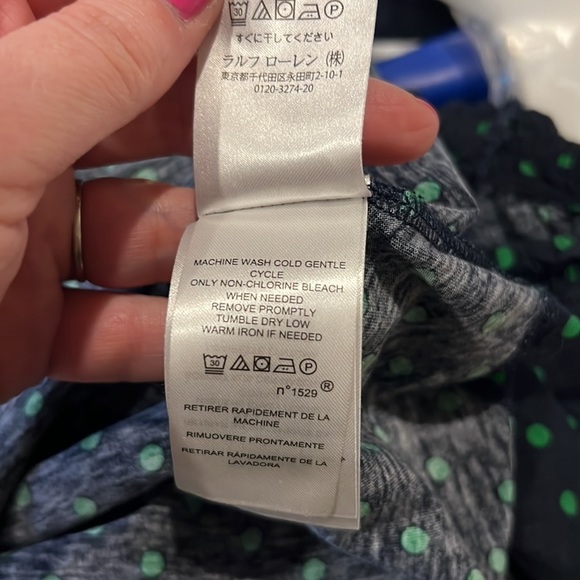 30 P
すぐに干してください
ラルフ ローレン (株)
東京都千代田区永田町2-10-1
0120-3274-20
MACHINE WASH COLD GENTLE
CYCLE
ONLY NON-CHLORINE BLEACH
WHEN NEEDED
REMOVE PROMPTLY
TUMBLE DRY LOW
WARM IRON IF NEEDED
30 P
n°1529®
RETIRER RAPIDEMENT DE LA
MACHINE
RIMUOVERE PRONTAMENTE
RETIRAR RÁPIDAMENTE DE LA
LAVADORA